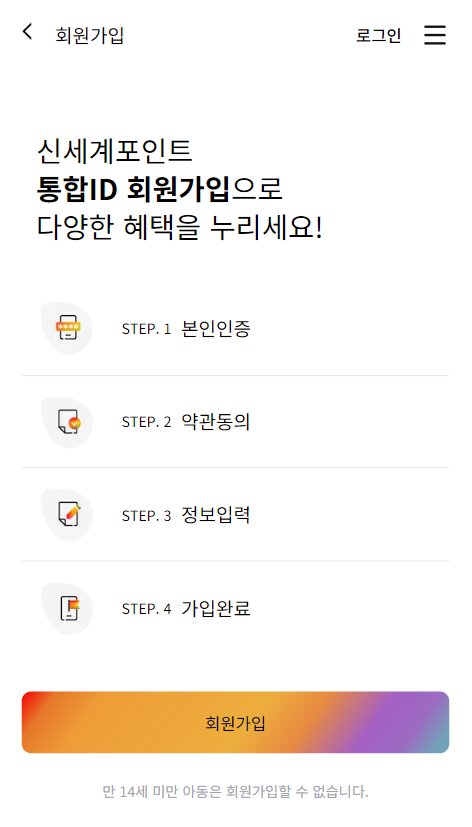 회원가입
로그인
신세계포인트
통합ID 회원가입으로
다양한 혜택을 누리세요!
STEP. 1 본인인증
STEP. 2 약관동의
STEP. 3 정보입력
STEP. 4 가입완료
회원가입
만 14세 미만 아동은 회원가입할 수 없습니다.